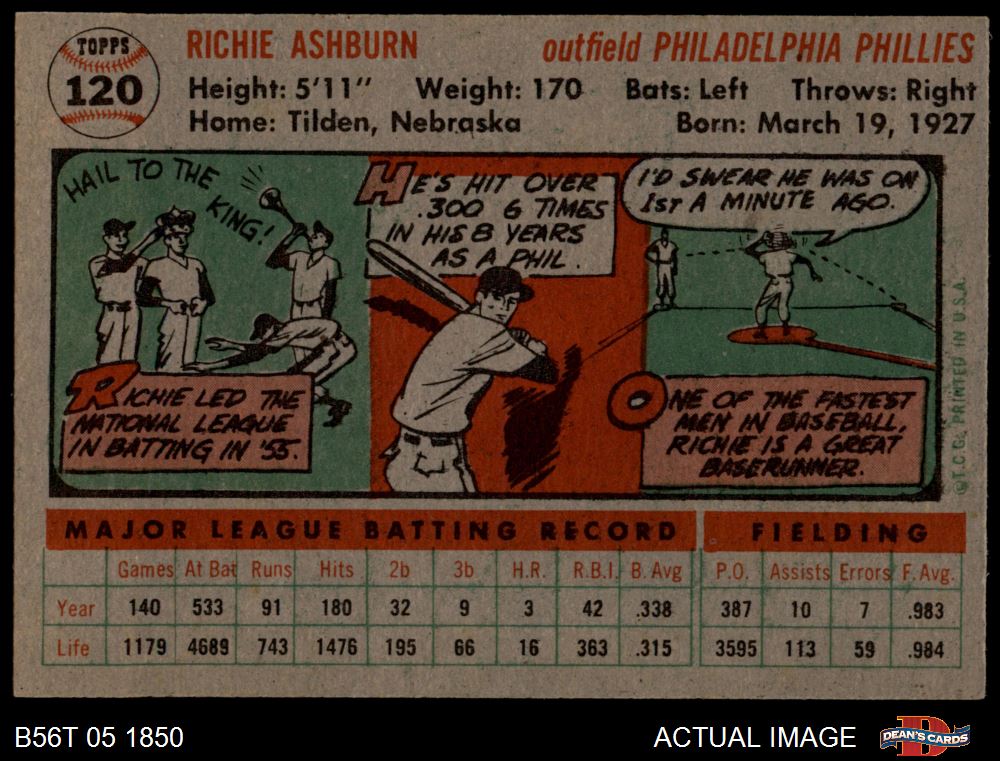 TOPPS
120
RICHIE ASHBURN
outfield PHILADELPHIA PHILLIES
Height: 5'11" Weight: 170 Bats: Left Throws: Right
Home: Tilden, Nebraska Born: March 19, 1927
HAIL TO THE
KING!
RICHIE LED THE
NATIONAL LEAGUE
IN BATTING IN '55.
HE'S HIT OVER
.300 6 TIMES
IN HIS 8 YEARS
AS A PHIL.
I'D SWEAR HE WAS ON
1ST A MINUTE AGO.
ONE OF THE FASTEST
MEN IN BASEBALL,
RICHIE IS A GREAT
BASERUNNER.
©T.C.G. PRINTED IN U.S.A.
MAJOR LEAGUE BATTING RECORD FIELDING
Games At Bat Runs Hits 2b 3b H.R. R.B.I. B. Avg P.O. Assists Errors F. Avg.
Year 140 533 91 180 32 9 3 42 .338 387 10 7 .983
Life 1179 4689 743 1476 195 66 16 363 .315 3595 113 59 .984
B56T 05 1850
ACTUAL IMAGE
DEAN'S CARDS